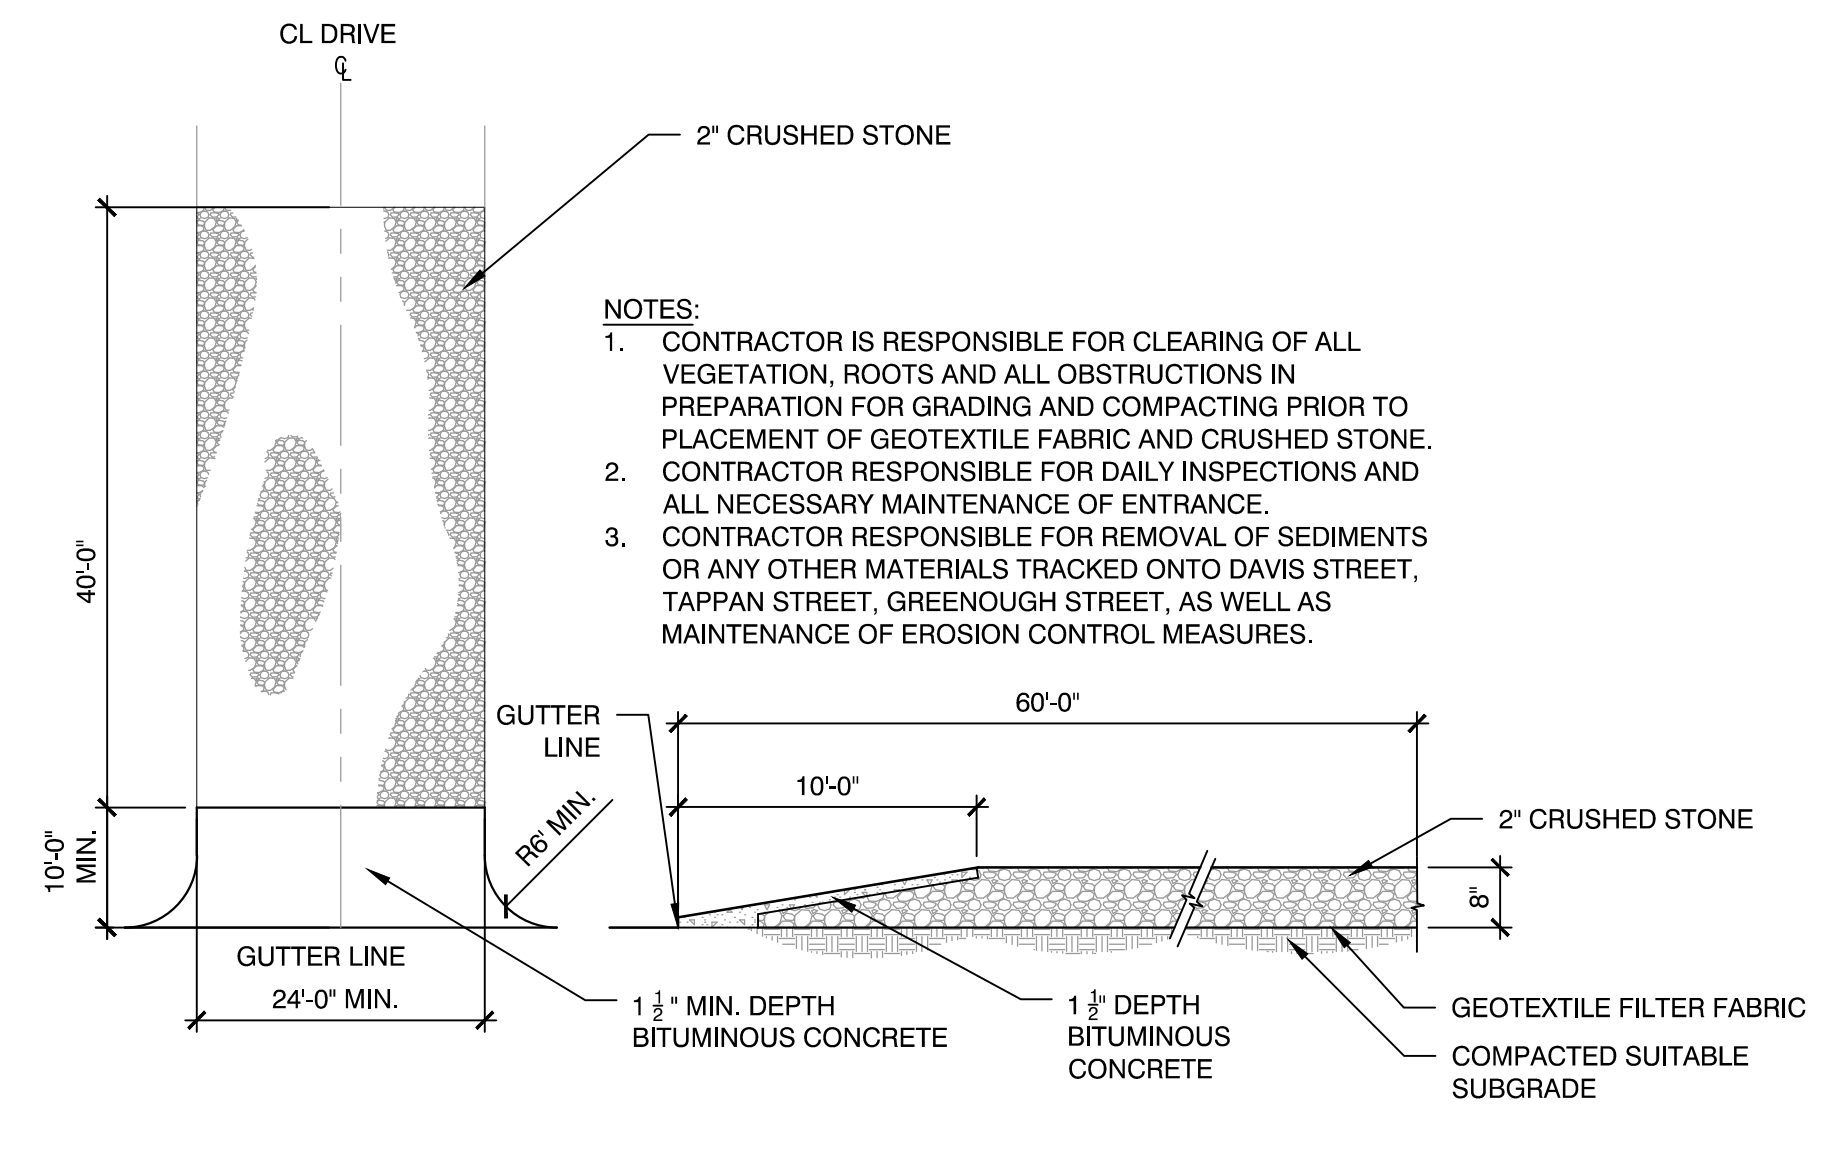 CL DRIVE
℄
2" CRUSHED STONE
NOTES:
1. CONTRACTOR IS RESPONSIBLE FOR CLEARING OF ALL
VEGETATION, ROOTS AND ALL OBSTRUCTIONS IN
PREPARATION FOR GRADING AND COMPACTING PRIOR TO
PLACEMENT OF GEOTEXTILE FABRIC AND CRUSHED STONE.
2. CONTRACTOR RESPONSIBLE FOR DAILY INSPECTIONS AND
ALL NECESSARY MAINTENANCE OF ENTRANCE.
3. CONTRACTOR RESPONSIBLE FOR REMOVAL OF SEDIMENTS
OR ANY OTHER MATERIALS TRACKED ONTO DAVIS STREET,
TAPPAN STREET, GREENOUGH STREET, AS WELL AS
MAINTENANCE OF EROSION CONTROL MEASURES.
40'-0"
10'-0"
MIN.
R6' MIN.
GUTTER LINE
24'-0" MIN.
1 ½" MIN. DEPTH
BITUMINOUS CONCRETE
GUTTER
LINE
60'-0"
10'-0"
2" CRUSHED STONE
8"
1 ½" DEPTH
BITUMINOUS
CONCRETE
GEOTEXTILE FILTER FABRIC
COMPACTED SUITABLE
SUBGRADE